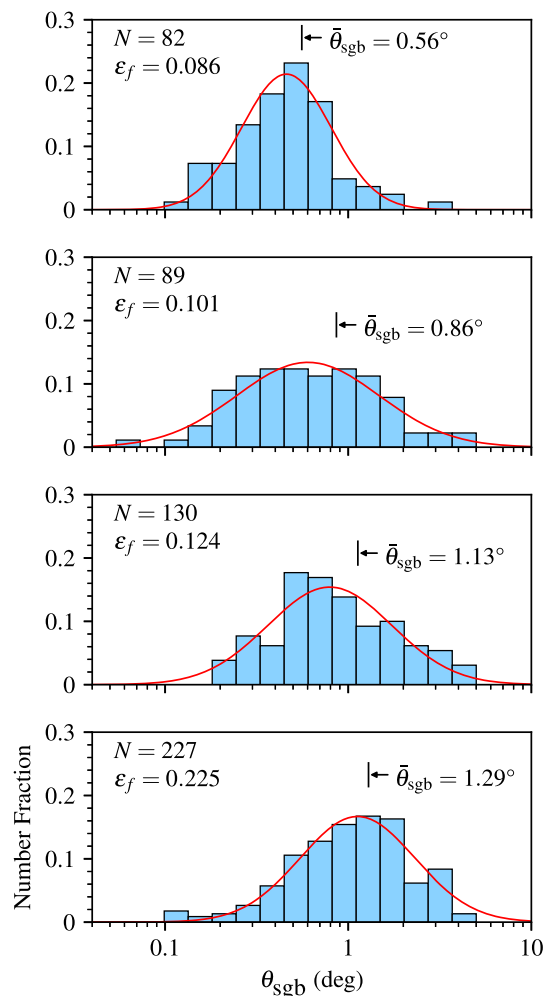 0.3
N = 82
ε_f = 0.086
θ̄_sgb = 0.56°
0.2
0.1
0
0.3
N = 89
ε_f = 0.101
θ̄_sgb = 0.86°
0.2
0.1
0
0.3
N = 130
ε_f = 0.124
θ̄_sgb = 1.13°
0.2
0.1
0
0.3
N = 227
ε_f = 0.225
θ̄_sgb = 1.29°
0.2
0.1
0
Number Fraction
0.1 1 10
θ_sgb (deg)